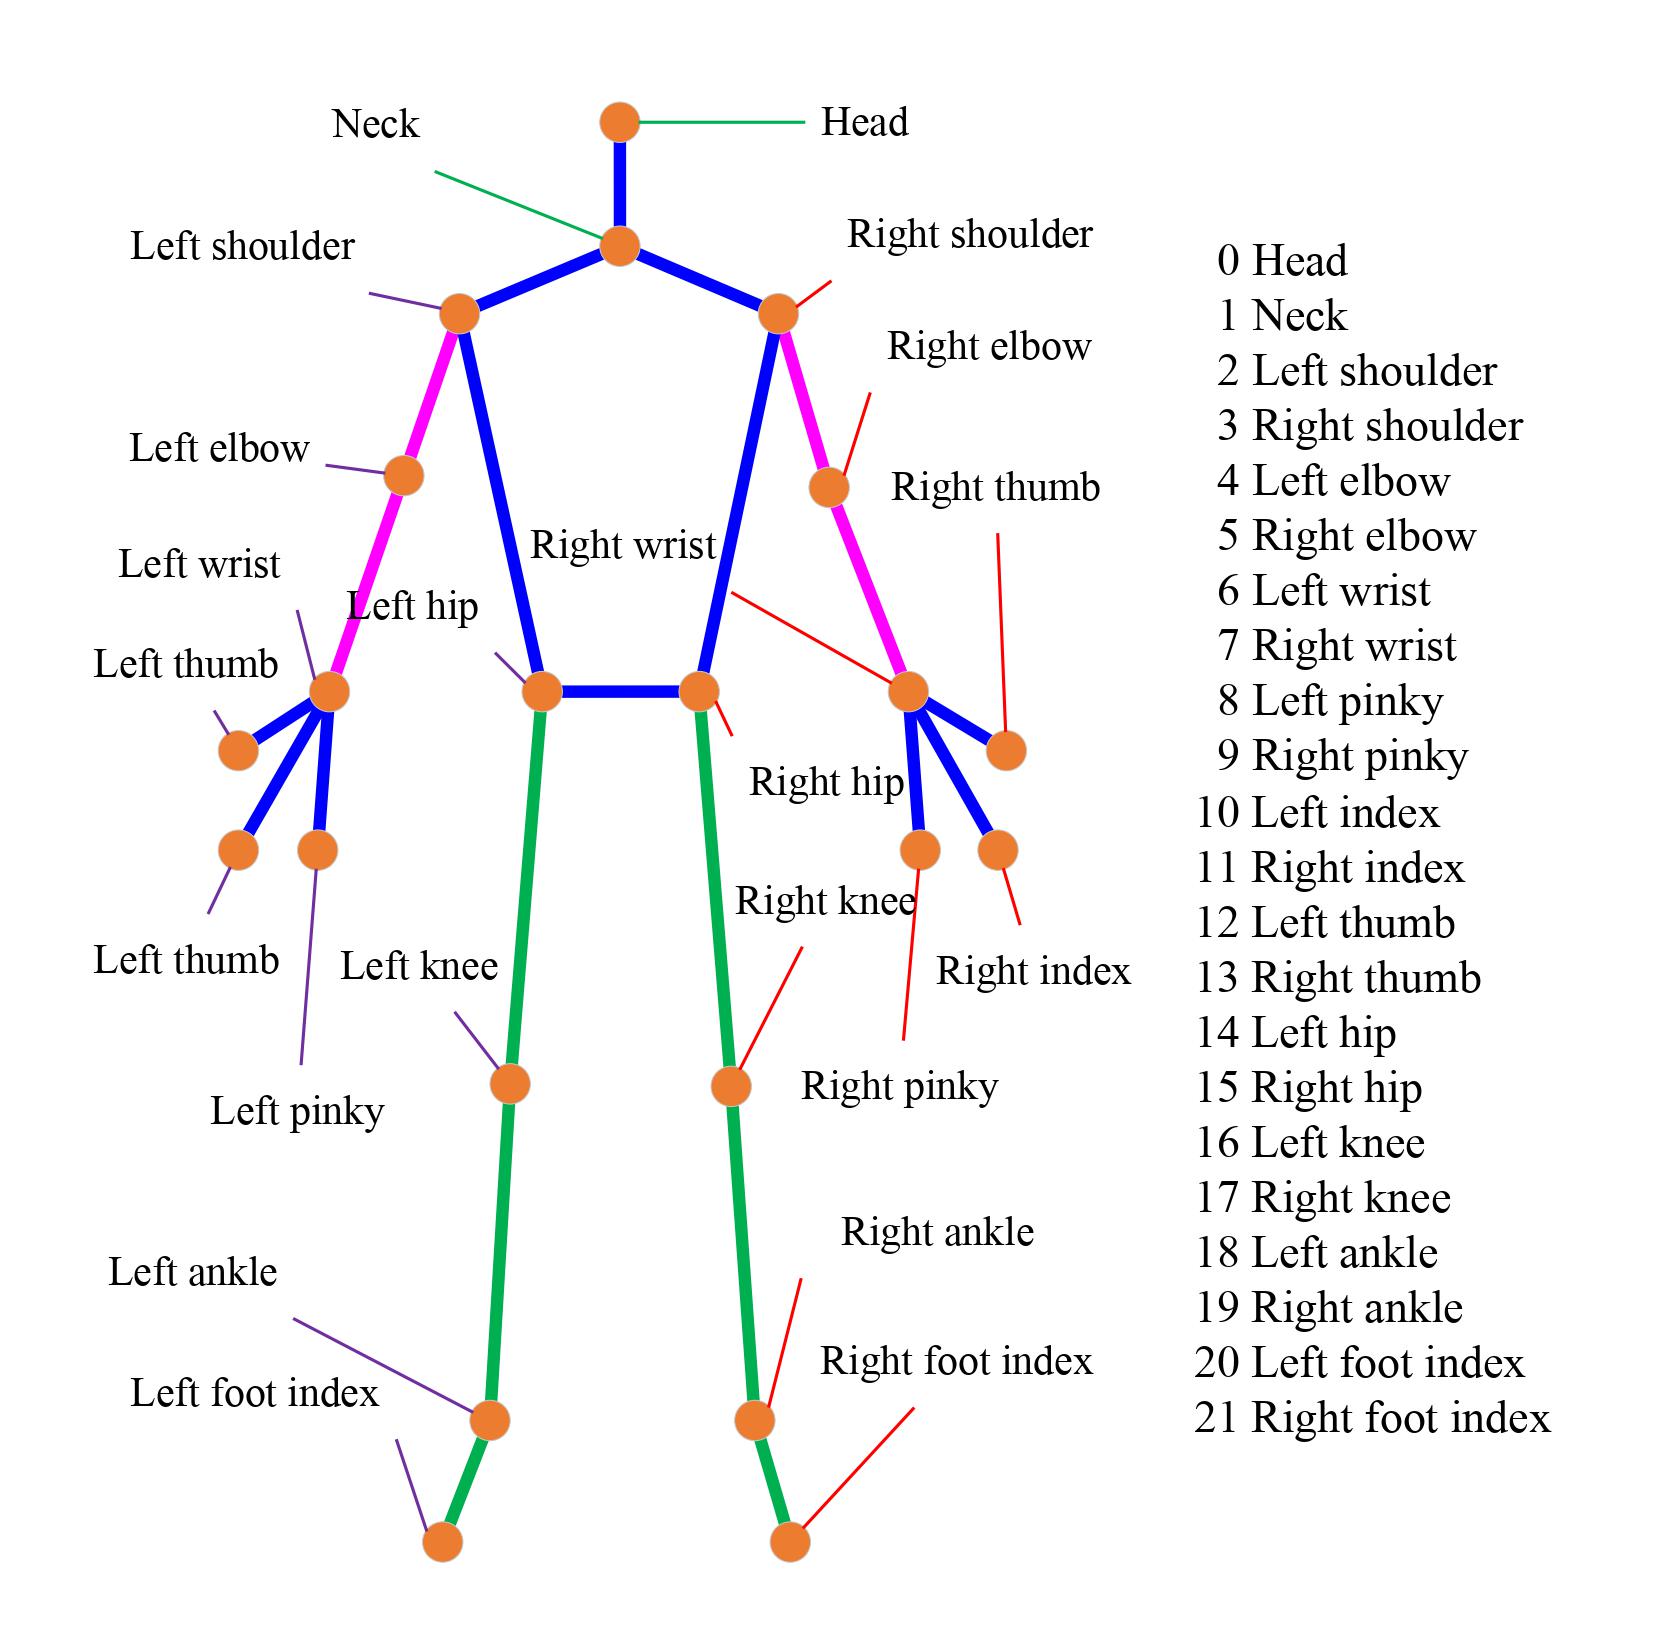 Neck
Head
Left shoulder
Right shoulder
Right elbow
Left elbow
Right thumb
Right wrist
Left wrist
Left hip
Left thumb
Right hip
Right knee
Left thumb
Left knee
Right index
Right pinky
Left pinky
Right ankle
Left ankle
Right foot index
Left foot index
0 Head
1 Neck
2 Left shoulder
3 Right shoulder
4 Left elbow
5 Right elbow
6 Left wrist
7 Right wrist
8 Left pinky
9 Right pinky
10 Left index
11 Right index
12 Left thumb
13 Right thumb
14 Left hip
15 Right hip
16 Left knee
17 Right knee
18 Left ankle
19 Right ankle
20 Left foot index
21 Right foot index